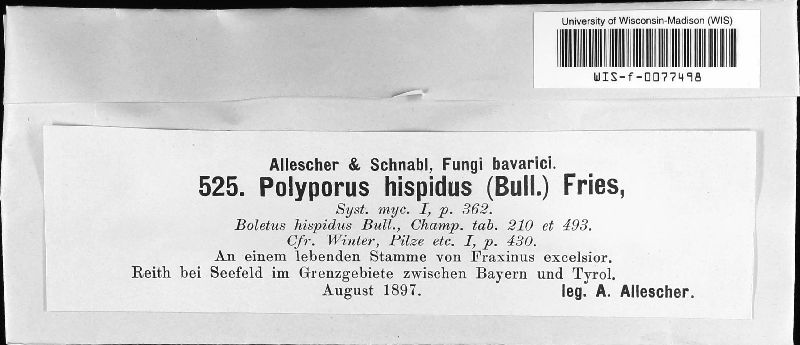 University of Wisconsin-Madison (WIS)
WIS-f-0077498
Allescher & Schnabl, Fungi bavarici.
525. Polyporus hispidus (Bull.) Fries,
Syst. myc. I, p. 362.
Boletus hispidus Bull., Champ. tab. 210 et 493.
Cfr. Winter, Pilze etc. I, p. 430.
An einem lebenden Stamme von Fraxinus excelsior.
Reith bei Seefeld im Grenzgebiete zwischen Bayern und Tyrol.
August 1897. leg. A. Allescher.